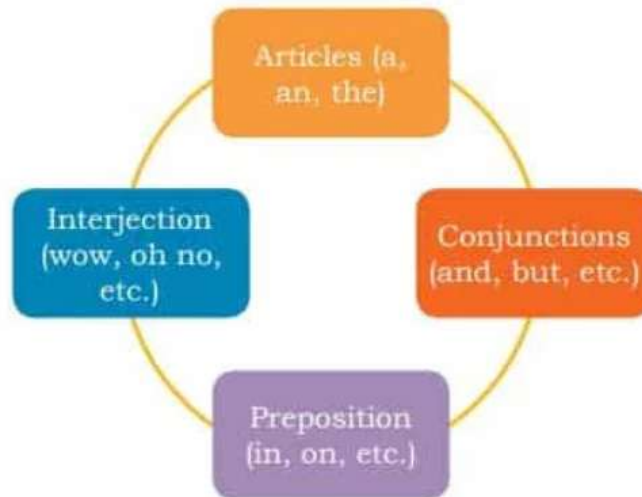 Articles (a,
an, the)
Interjection
(wow, oh no,
etc.)
Conjunctions
(and, but, etc.)
Preposition
(in, on, etc.)